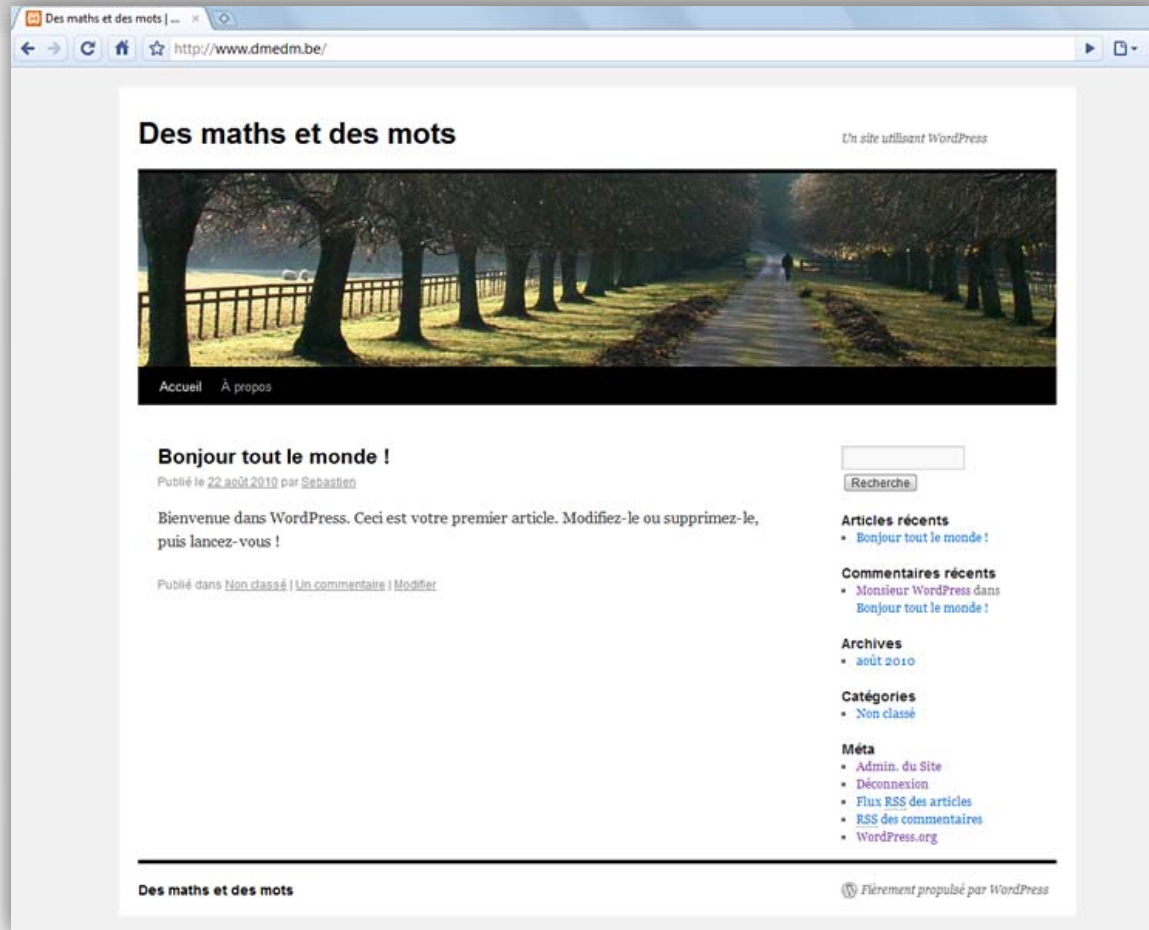 Des maths et des mots | ...
http://www.dmedm.be/
Des maths et des mots
Un site utilisant WordPress
Accueil À propos
Bonjour tout le monde !
Publié le 22 août 2010 par Sebastien
Bienvenue dans WordPress. Ceci est votre premier article. Modifiez-le ou supprimez-le,
puis lancez-vous !
Publié dans Non classé | Un commentaire | Modifier
Recherche
Articles récents
Bonjour tout le monde !
Commentaires récents
Monsieur WordPress dans
Bonjour tout le monde !
Archives
août 2010
Catégories
Non classé
Méta
Admin. du Site
Déconnexion
Flux RSS des articles
RSS des commentaires
WordPress.org
Des maths et des mots
Fièrement propulsé par WordPress